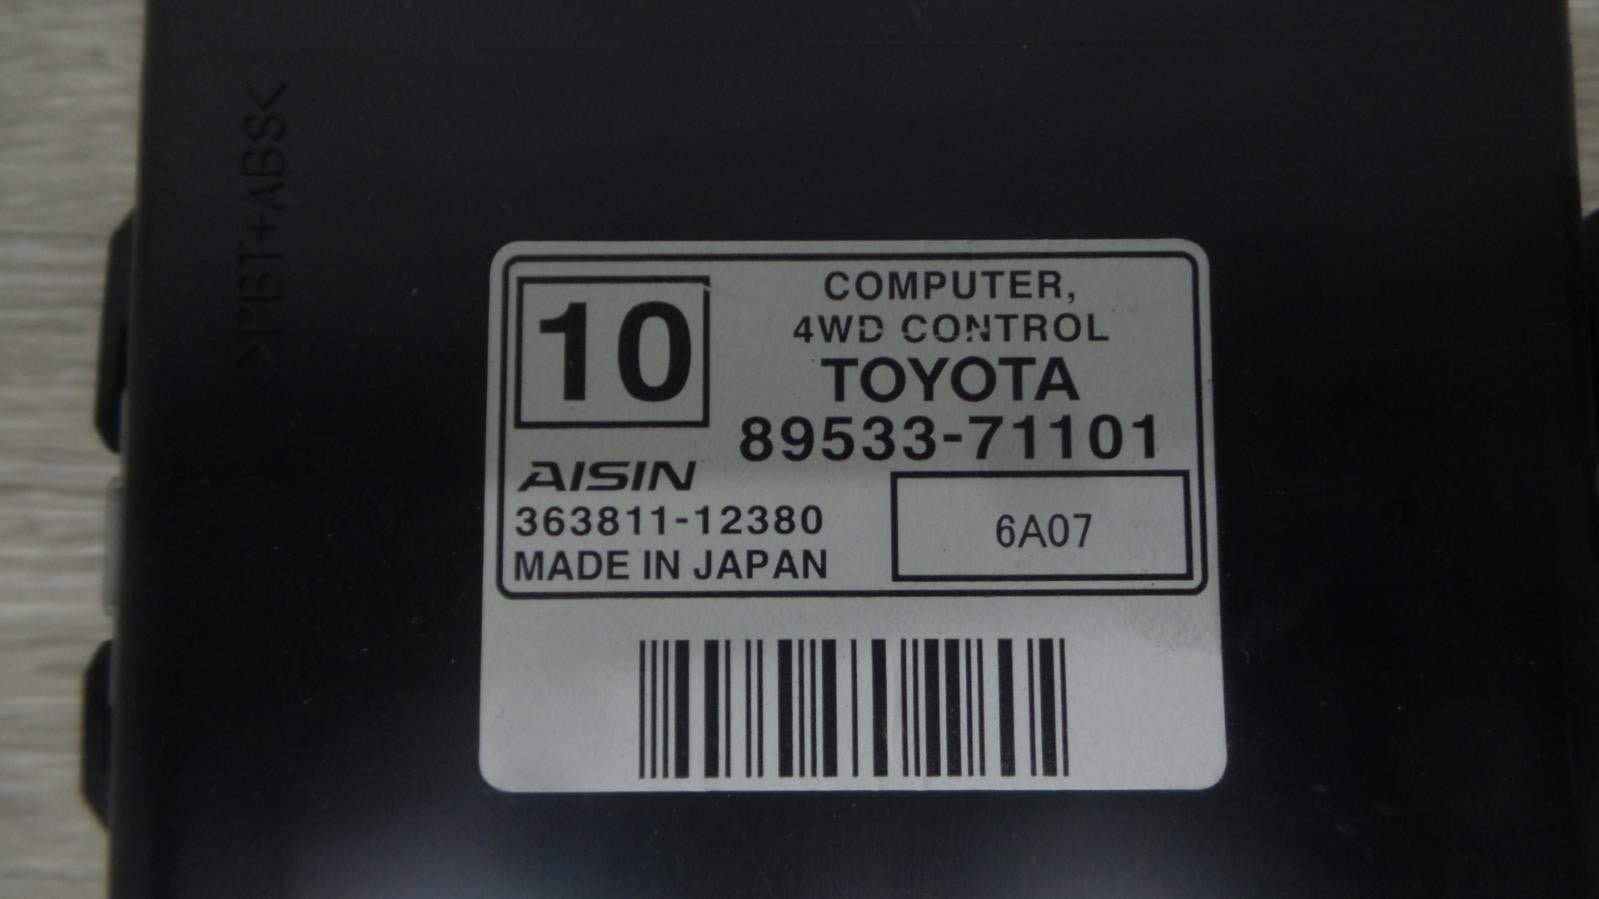 >PBT+ABS<
10
COMPUTER,
4WD CONTROL
TOYOTA
89533-71101
AISIN
363811-12380
MADE IN JAPAN
6A07